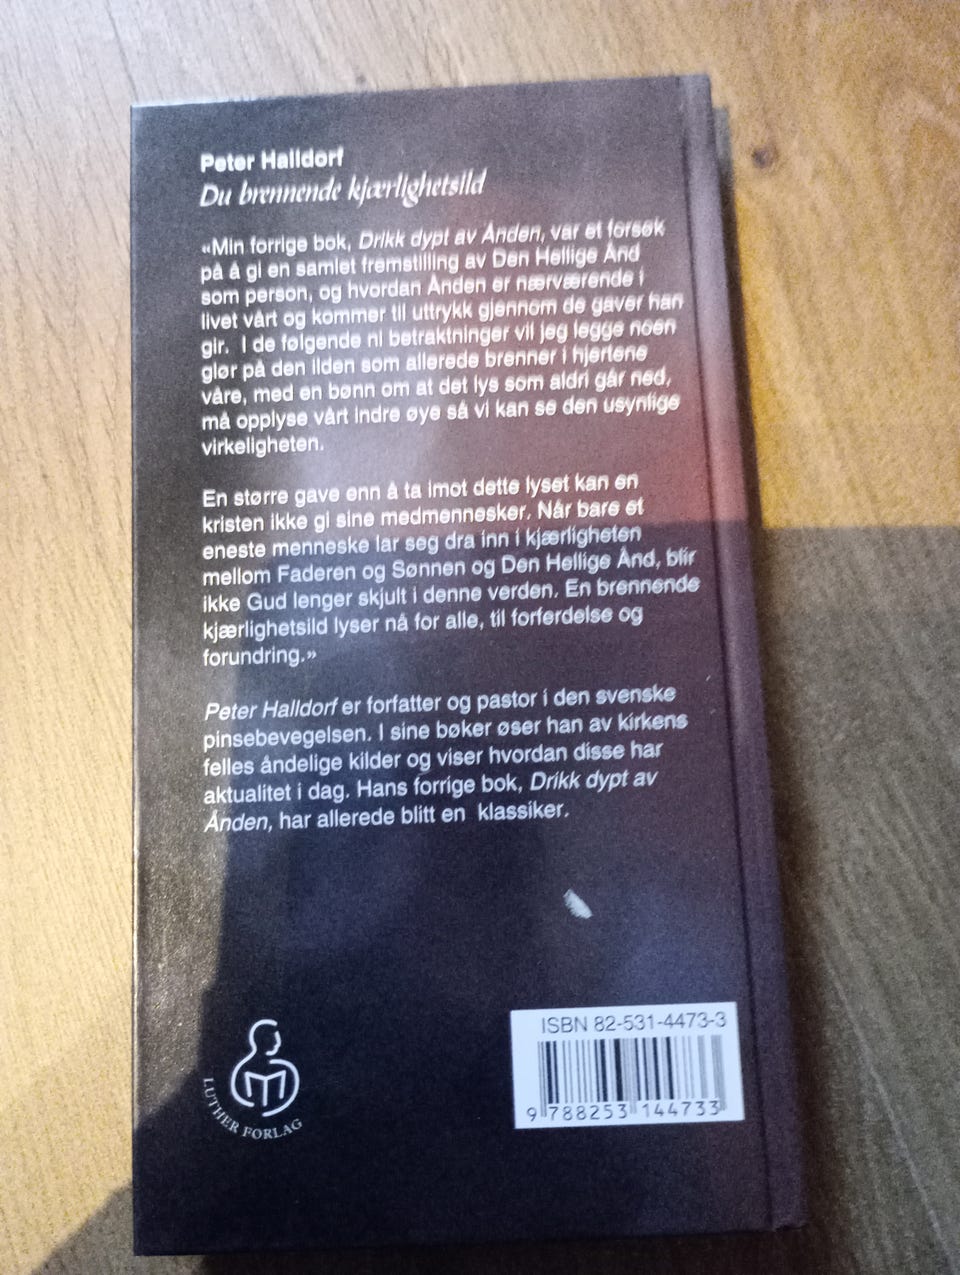 Peter Halldorf
Du brennende kjærlighetsild
«Min forrige bok, Drikk dypt av Ånden, var et forsøk
på å gi en samlet fremstilling av Den Hellige Ånd
som person, og hvordan Ånden er nærværende i
livet vårt og kommer til uttrykk gjennom de gaver han
gir. I de følgende ni betraktninger vil jeg legge noen
glør på den ilden som allerede brenner i hjertene
våre, med en bønn om at det lys som aldri går ned,
må opplyse vårt indre øye så vi kan se den usynlige
virkeligheten.
En større gave enn å ta imot dette lyset kan en
kristen ikke gi sine medmennesker. Når bare et
eneste menneske lar seg dra inn i kjærligheten
mellom Faderen og Sønnen og Den Hellige Ånd, blir
ikke Gud lenger skjult i denne verden. En brennende
kjærlighetsild lyser nå for alle, til forferdelse og
forundring.»
Peter Halldorf er forfatter og pastor i den svenske
pinsebevegelsen. I sine bøker øser han av kirkens
felles åndelige kilder og viser hvordan disse har
aktualitet i dag. Hans forrige bok, Drikk dypt av
Ånden, har allerede blitt en klassiker.
LUTHER FORLAG
ISBN 82-531-4473-3
9 788253 144733